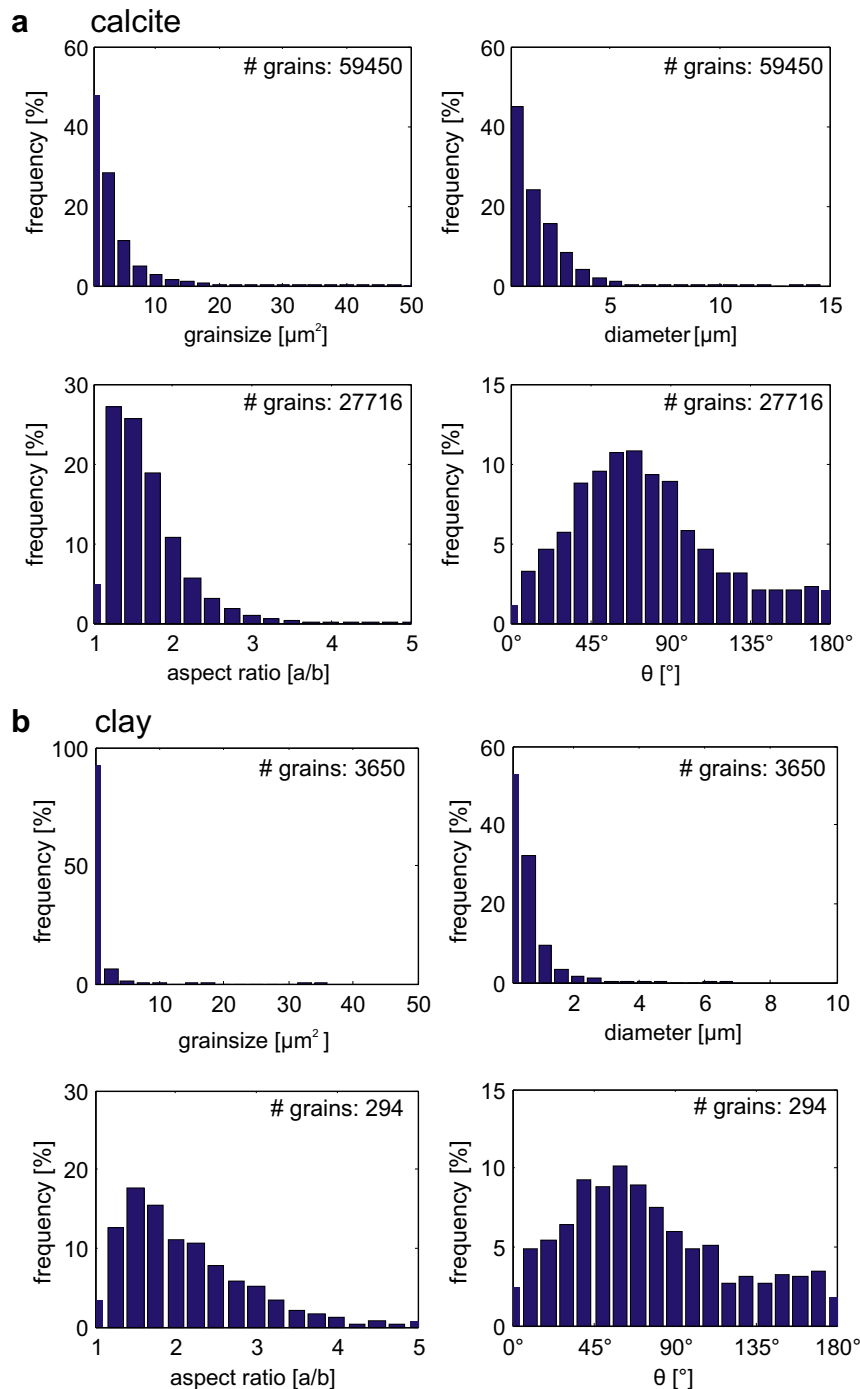 a calcite
# grains: 59450
frequency [%]
60
40
20
0
10 20 30 40 50
grainsize [µm²]
# grains: 59450
frequency [%]
60
40
20
0
5 10 15
diameter [µm]
# grains: 27716
frequency [%]
30
20
10
0
1 2 3 4 5
aspect ratio [a/b]
# grains: 27716
frequency [%]
15
10
5
0
0° 45° 90° 135° 180°
θ [°]
b clay
# grains: 3650
frequency [%]
100
50
0
10 20 30 40 50
grainsize [µm²]
# grains: 3650
frequency [%]
60
40
20
0
2 4 6 8 10
diameter [µm]
# grains: 294
frequency [%]
30
20
10
0
1 2 3 4 5
aspect ratio [a/b]
# grains: 294
frequency [%]
15
10
5
0
0° 45° 90° 135° 180°
θ [°]